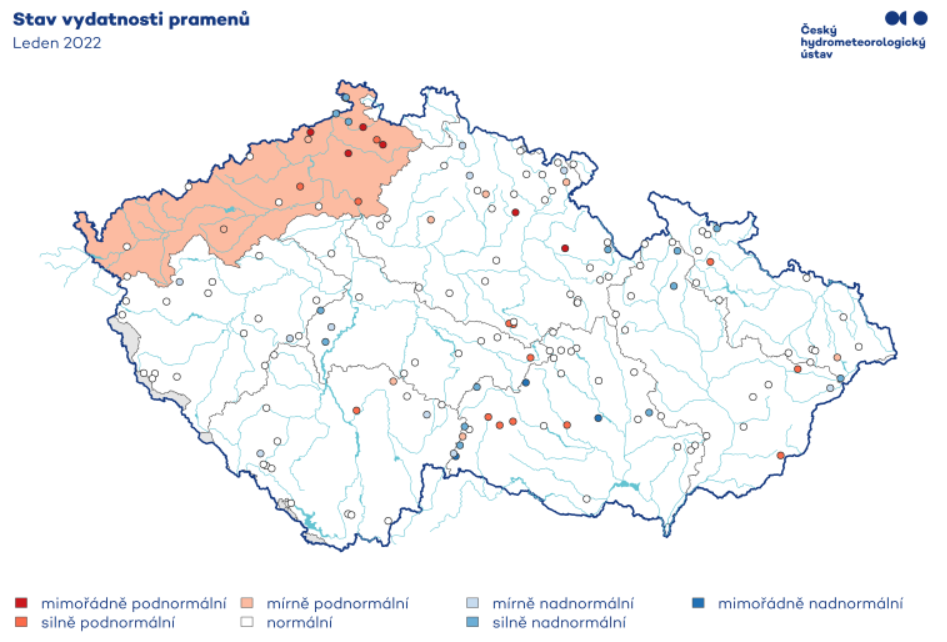 Stav vydatnosti pramenů
Leden 2022
Český
hydrometeorologický
ústav
mimořádně podnormální
mírně podnormální
mírně nadnormální
mimořádně nadnormální
silně podnormální
normální
silně nadnormální